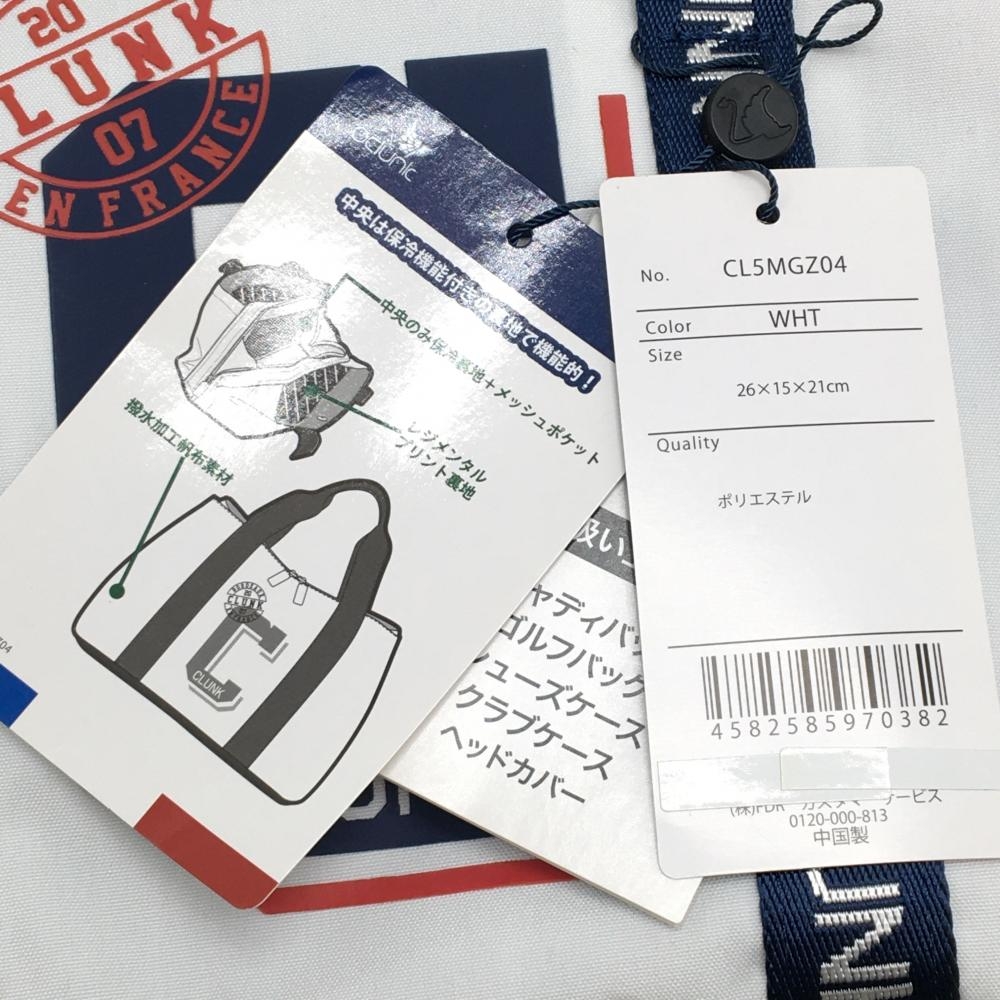 20
CLUNK
07
EN FRANCE
中央は保冷機能付きの裏地で機能的!
中央のみ保冷裏地+メッシュポケット
レジメンタル
プリント裏地
撥水加工帆布素材
20
CLUNK
CLUNK
扱い
ャディバッ
ゴルフバック
シューズケース
クラブケース
ヘッドカバー
No. CL5MGZ04
Color WHT
Size
26×15×21cm
Quality
ポリエステル
4582585970382
0120-000-813
中国製